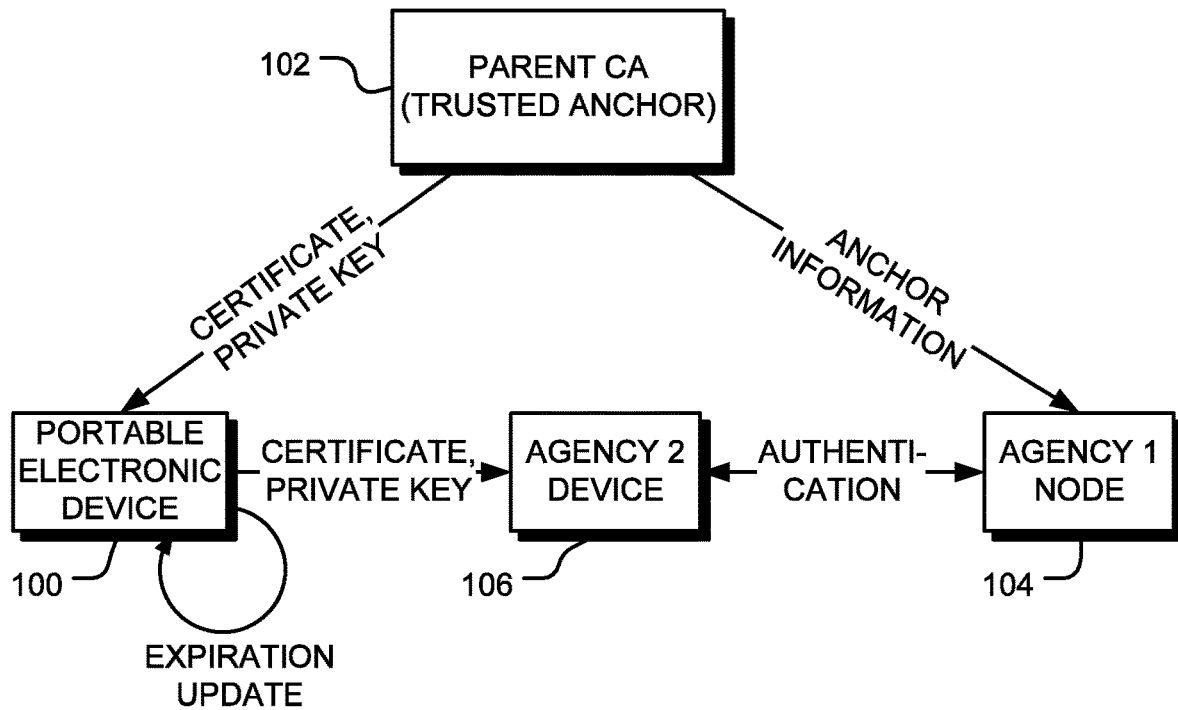 102
PARENT CA
(TRUSTED ANCHOR)
CERTIFICATE,
PRIVATE KEY
ANCHOR
INFORMATION
PORTABLE
ELECTRONIC
DEVICE
CERTIFICATE,
PRIVATE KEY
AGENCY 2
DEVICE
AUTHENTI-
CATION
AGENCY 1
NODE
100
106
104
EXPIRATION
UPDATE